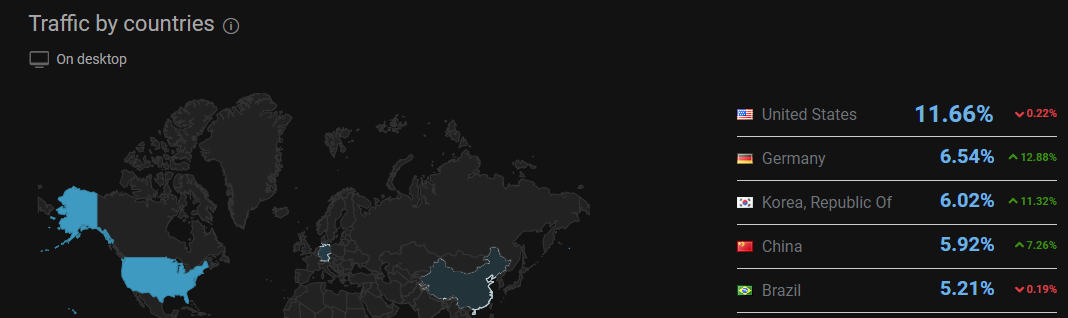 Traffic by countries
On desktop
United States 11.66% 0.22%
Germany 6.54% 12.88%
Korea, Republic Of 6.02% 11.32%
China 5.92% 7.26%
Brazil 5.21% 0.19%